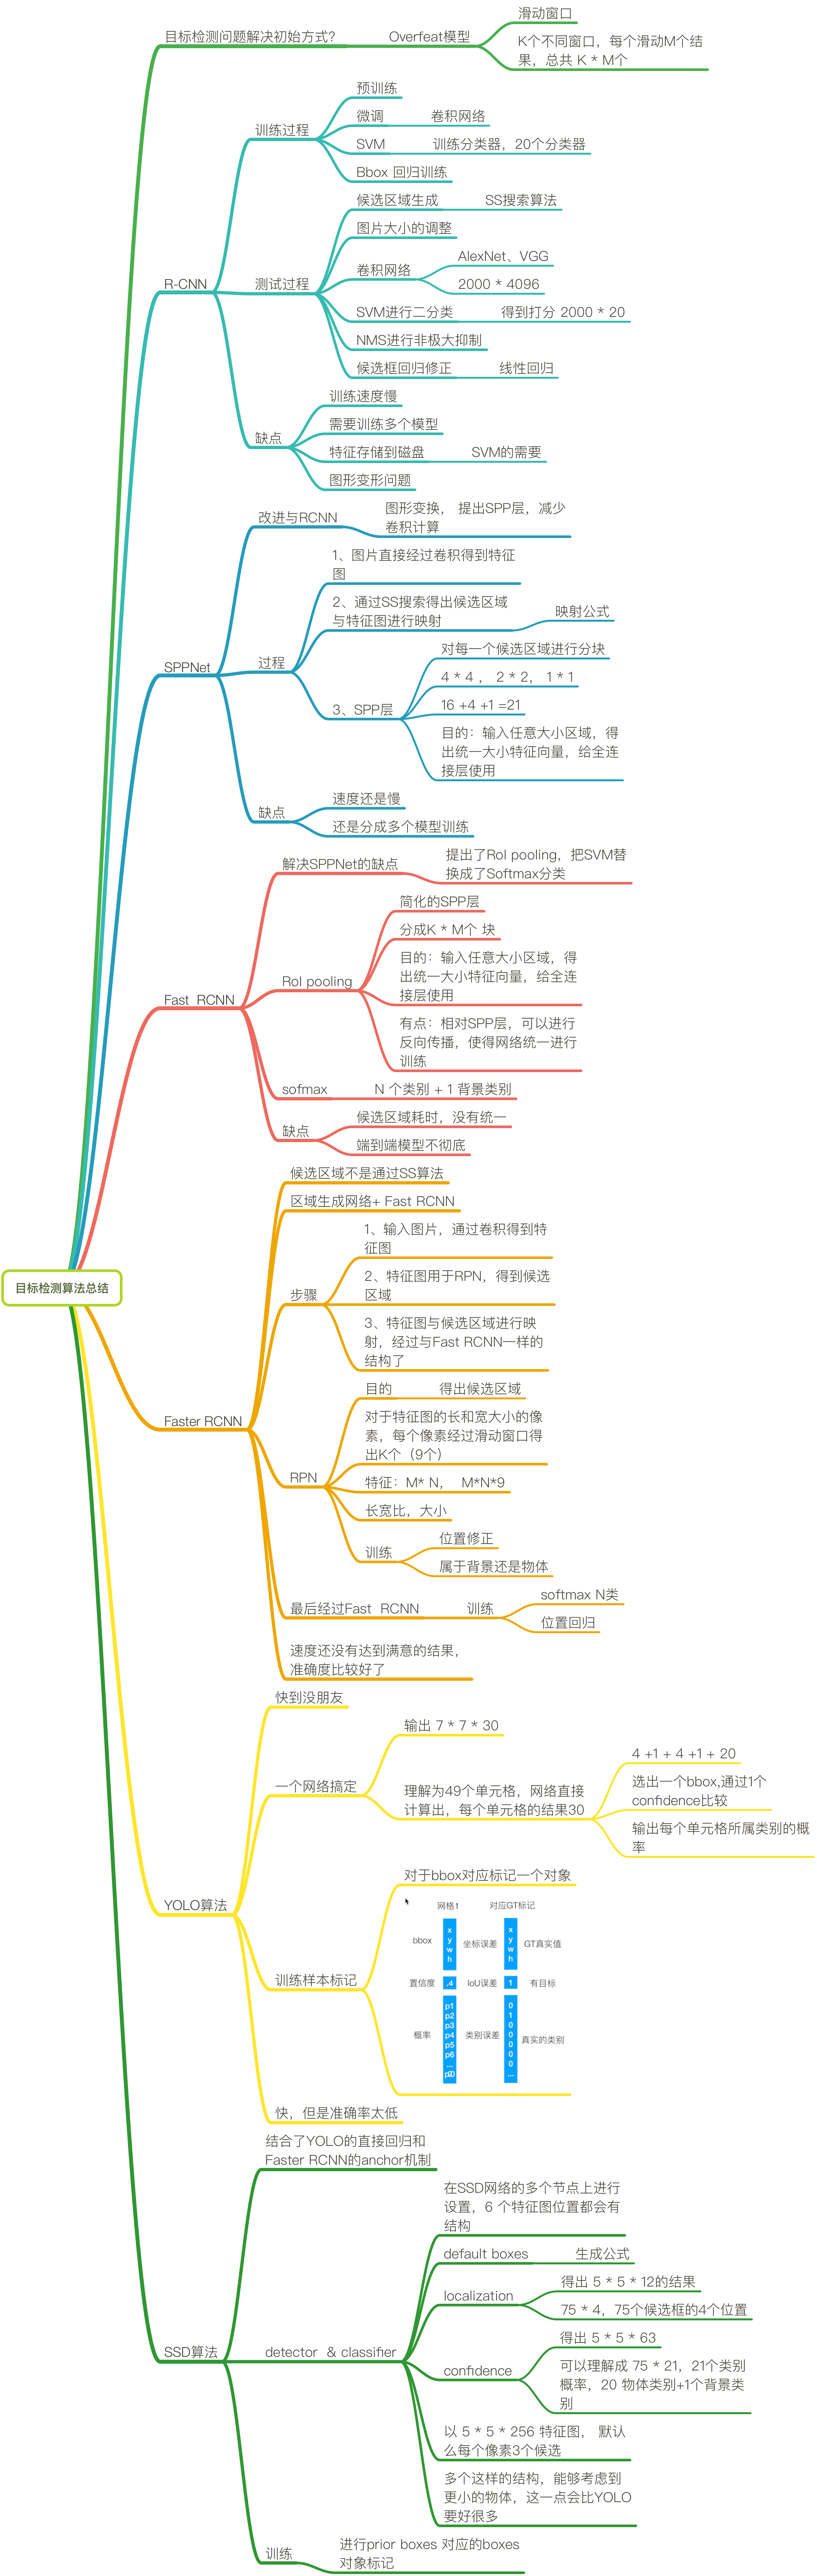 目标检测算法总结
目标检测问题解决初始方式？
Overfeat模型
滑动窗口
K个不同窗口，每个滑动M个结
果，总共 K * M个
R-CNN
训练过程
预训练
微调
卷积网络
SVM
训练分类器，20个分类器
Bbox 回归训练
测试过程
候选区域生成
SS搜索算法
图片大小的调整
卷积网络
AlexNet、VGG
2000 * 4096
SVM进行二分类
得到打分 2000 * 20
NMS进行非极大抑制
候选框回归修正
线性回归
缺点
训练速度慢
需要训练多个模型
特征存储到磁盘
SVM的需要
图形变形问题
SPPNet
改进与RCNN
图形变换， 提出SPP层，减少
卷积计算
过程
1、图片直接经过卷积得到特征
图
2、通过SS搜索得出候选区域
与特征图进行映射
映射公式
3、SPP层
对每一个候选区域进行分块
4 * 4 ， 2 * 2， 1 * 1
16 +4 +1 =21
目的：输入任意大小区域，得
出统一大小特征向量，给全连
接层使用
缺点
速度还是慢
还是分成多个模型训练
Fast RCNN
解决SPPNet的缺点
提出了RoI pooling，把SVM替
换成了Softmax分类
RoI pooling
简化的SPP层
分成K * M个 块
目的：输入任意大小区域，得
出统一大小特征向量，给全连
接层使用
有点：相对SPP层，可以进行
反向传播，使得网络统一进行
训练
sofmax
N 个类别 + 1 背景类别
缺点
候选区域耗时，没有统一
端到端模型不彻底
Faster RCNN
候选区域不是通过SS算法
区域生成网络+ Fast RCNN
步骤
1、输入图片，通过卷积得到特
征图
2、特征图用于RPN，得到候选
区域
3、特征图与候选区域进行映
射，经过与Fast RCNN一样的
结构了
RPN
目的
得出候选区域
对于特征图的长和宽大小的像
素，每个像素经过滑动窗口得
出K个（9个）
特征：M* N， M*N*9
长宽比，大小
训练
位置修正
属于背景还是物体
最后经过Fast RCNN
训练
softmax N类
位置回归
速度还没有达到满意的结果，
准确度比较好了
YOLO算法
快到没朋友
一个网络搞定
输出 7 * 7 * 30
理解为49个单元格，网络直接
计算出，每个单元格的结果30
4 +1 + 4 +1 + 20
选出一个bbox,通过1个
confidence比较
输出每个单元格所属类别的概
率
训练样本标记
对于bbox对应标记一个对象
网格1
对应GT标记
bbox
x
y
w
h
坐标误差
x
y
w
h
GT真实值
置信度
.4
IoU误差
1
有目标
概率
p1
p2
p3
p4
p5
p6
...
p20
类别误差
0
1
0
0
0
0
0
...
真实的类别
快，但是准确率太低
SSD算法
结合了YOLO的直接回归和
Faster RCNN的anchor机制
detector & classifier
在SSD网络的多个节点上进行
设置，6 个特征图位置都会有
结构
default boxes
生成公式
localization
得出 5 * 5 * 12的结果
75 * 4，75个候选框的4个位置
confidence
得出 5 * 5 * 63
可以理解成 75 * 21，21个类别
概率，20 物体类别+1个背景类
别
以 5 * 5 * 256 特征图， 默认
么每个像素3个候选
多个这样的结构，能够考虑到
更小的物体，这一点会比YOLO
要好很多
训练
进行prior boxes 对应的boxes
对象标记